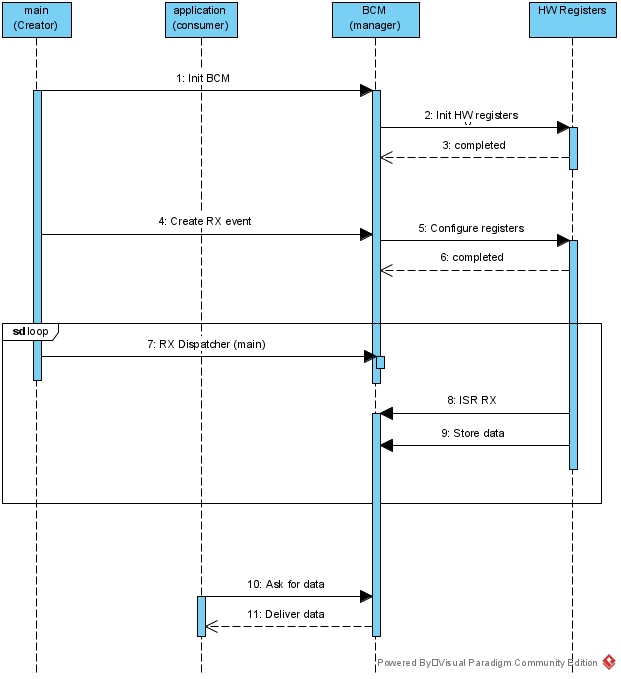 main
(Creator)
application
(consumer)
BCM
(manager)
HW Registers
1: Init BCM
2: Init HW registers
()
3: completed
4: Create RX event
5: Configure registers
6: completed
sd loop
7: RX Dispatcher (main)
8: ISR RX
9: Store data
10: Ask for data
11: Deliver data
Powered By□Visual Paradigm Community Edition